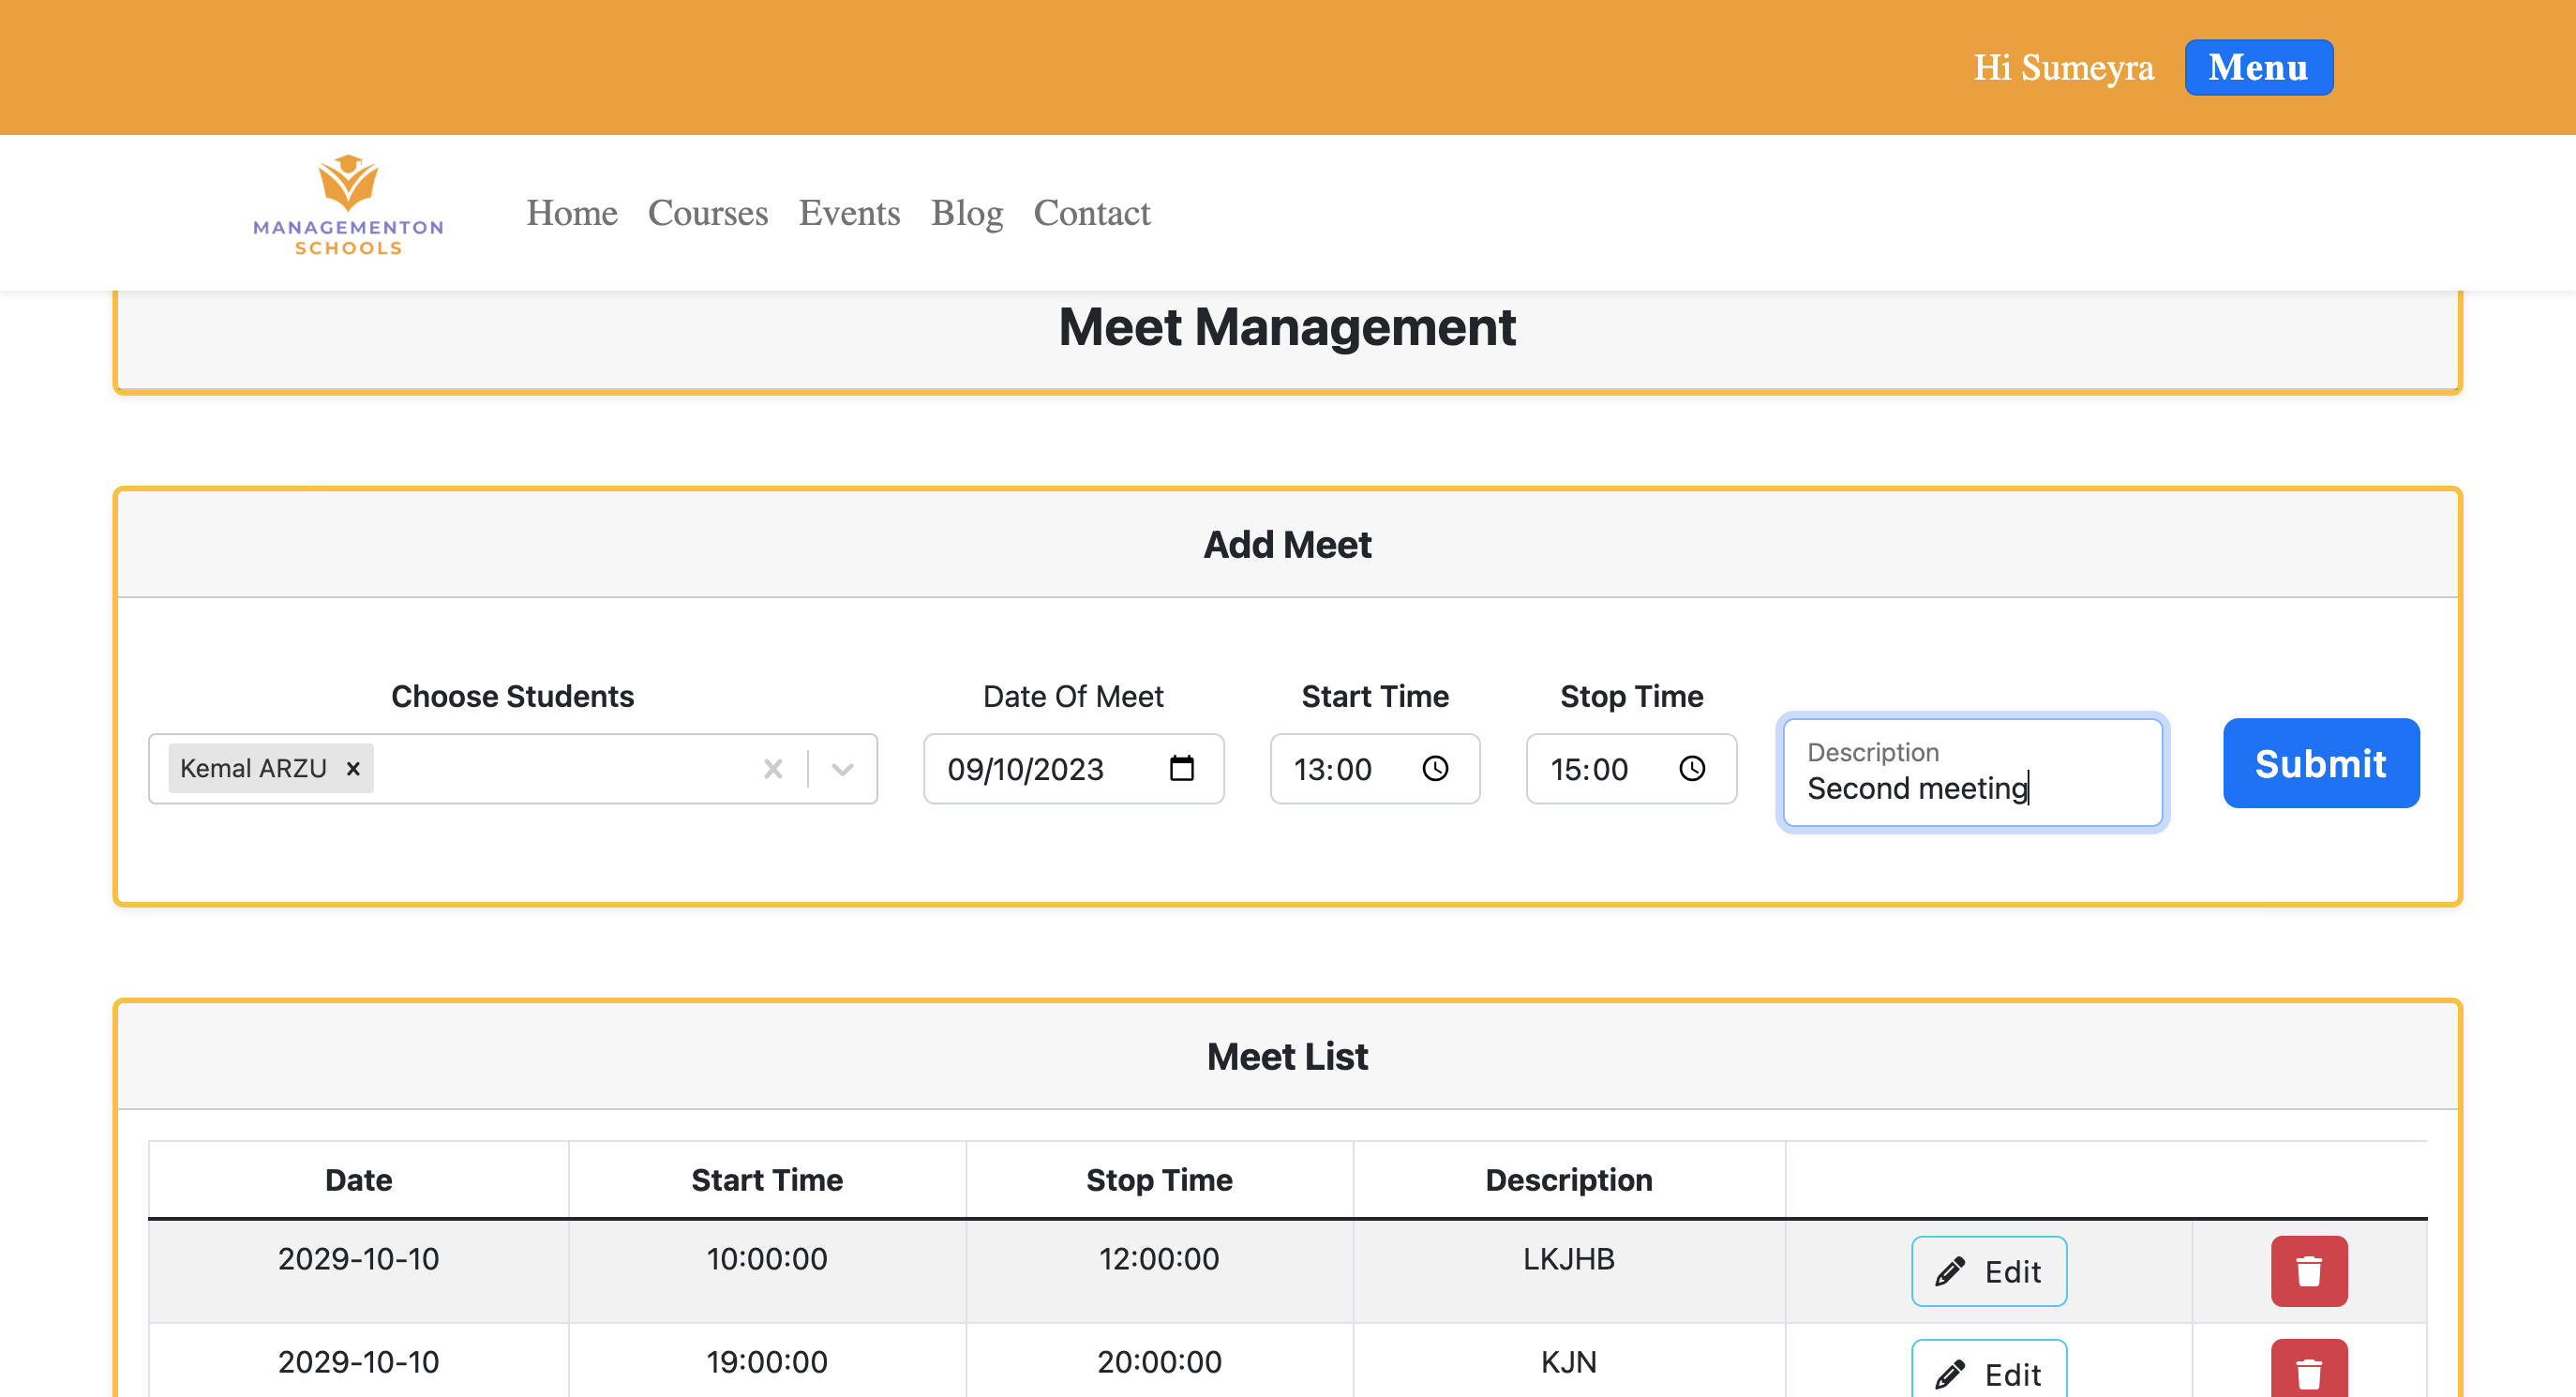 Hi Sumeyra Menu
MANAGEMENTON
SCHOOLS
Home Courses Events Blog Contact
Meet Management
Add Meet
Choose Students Date Of Meet Start Time Stop Time
Kemal ARZU 09/10/2023 13:00 15:00 Description
Second meeting
Submit
Meet List
Date Start Time Stop Time Description
2029-10-10 10:00:00 12:00:00 LKJHB Edit
2029-10-10 19:00:00 20:00:00 KJN Edit